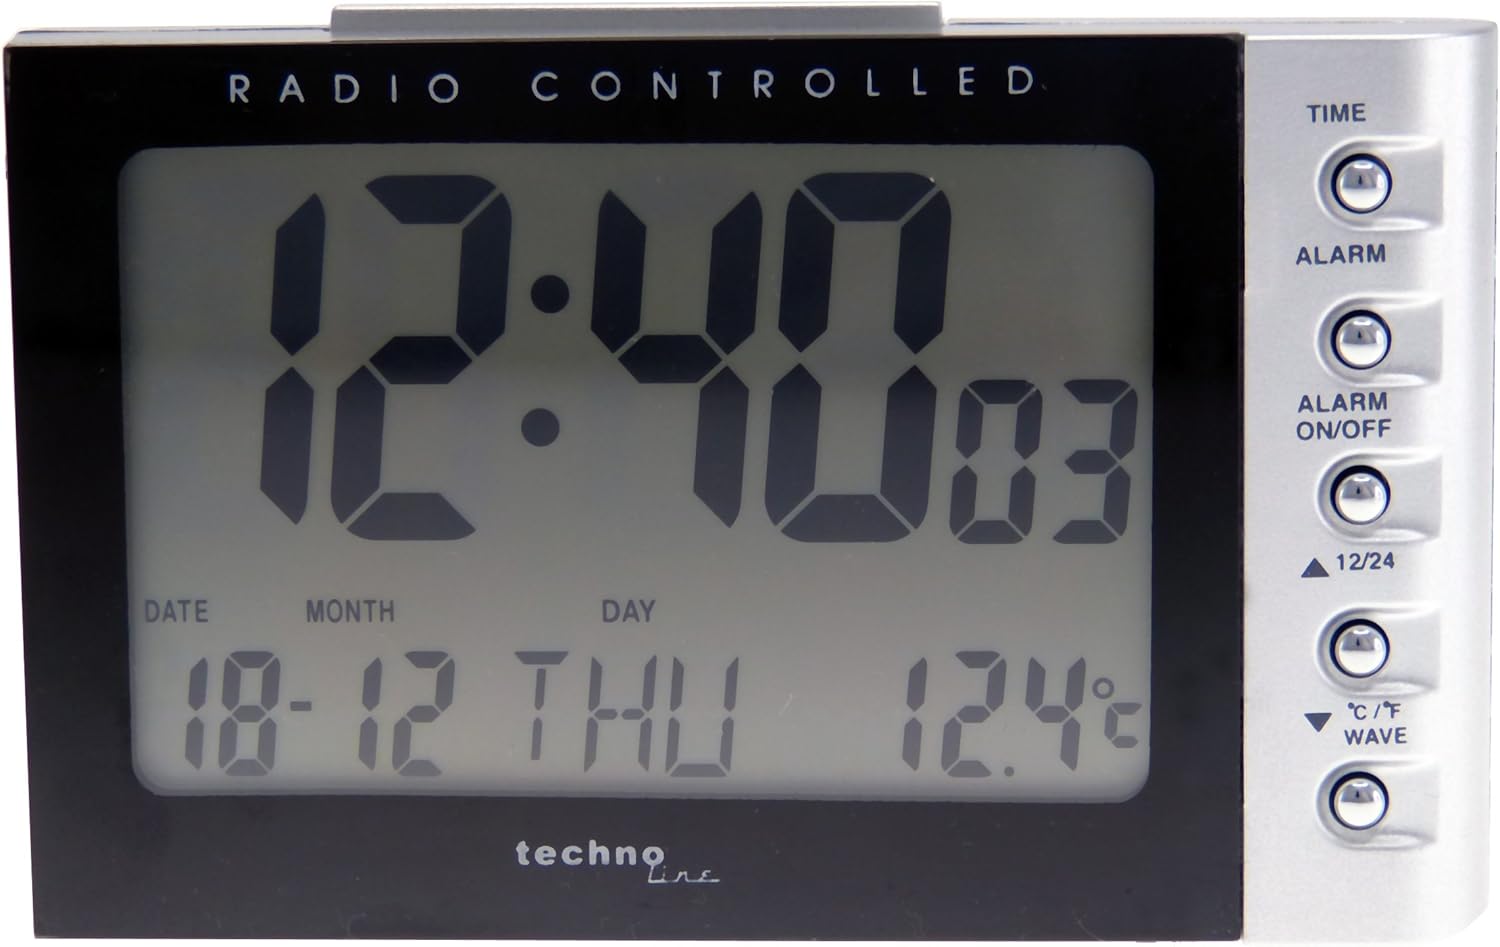 RADIO CONTROLLED
12:40 03
DATE MONTH DAY
18-12 THU 12.4°C
techno
line
TIME
ALARM
ALARM
ON/OFF
▲ 12/24
▼ °C/°F
WAVE